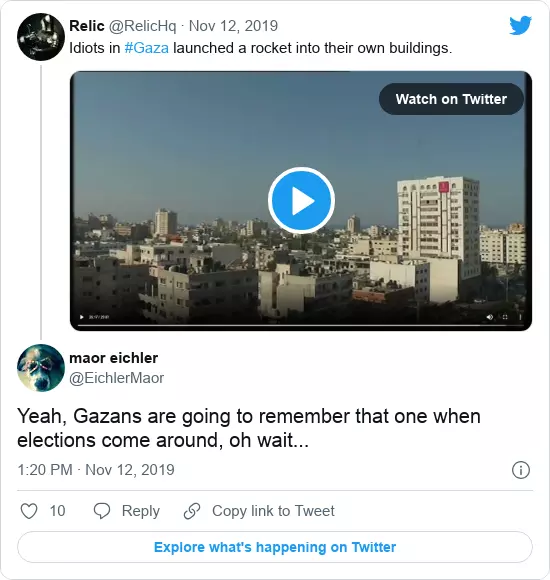 Relic @RelicHq · Nov 12, 2019
Idiots in #Gaza launched a rocket into their own buildings.
Watch on Twitter
maor eichler
@EichlerMaor
Yeah, Gazans are going to remember that one when
elections come around, oh wait...
1:20 PM · Nov 12, 2019
10 Reply Copy link to Tweet
Explore what's happening on Twitter